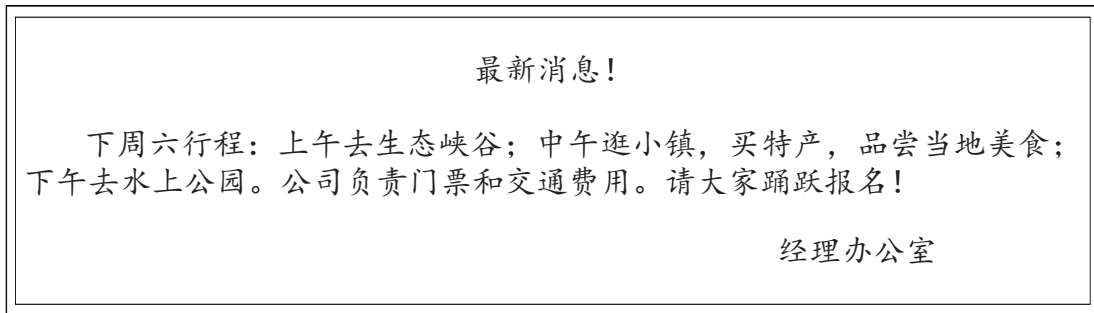 最新消息！
下周六行程：上午去生态峡谷；中午逛小镇，买特产，品尝当地美食；
下午去水上公园。公司负责门票和交通费用。请大家踊跃报名！
经理办公室